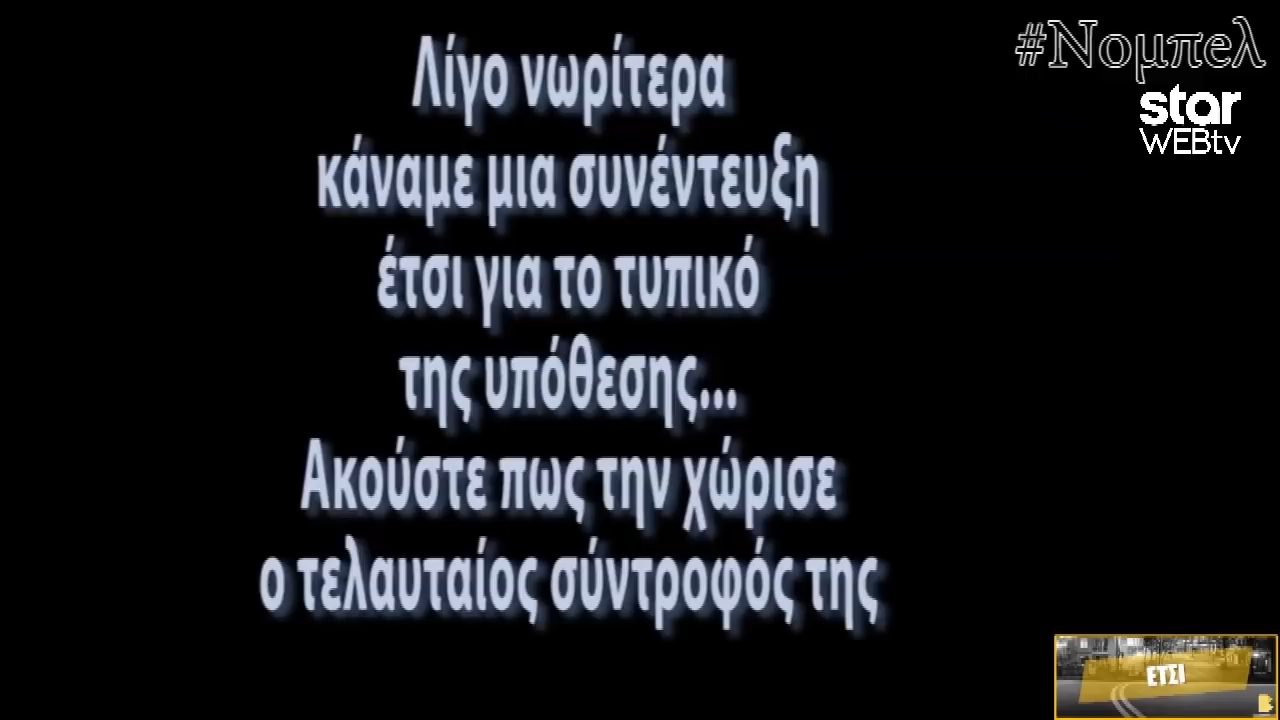 #Νομπελ
star
WEBtv
Λίγο νωρίτερα
κάναμε μια συνέντευξη
έτσι για το τυπικό
της υπόθεσης...
Ακούστε πως την χώρισε
ο τελαυταίος σύντροφός της
ΕΤΣΙ